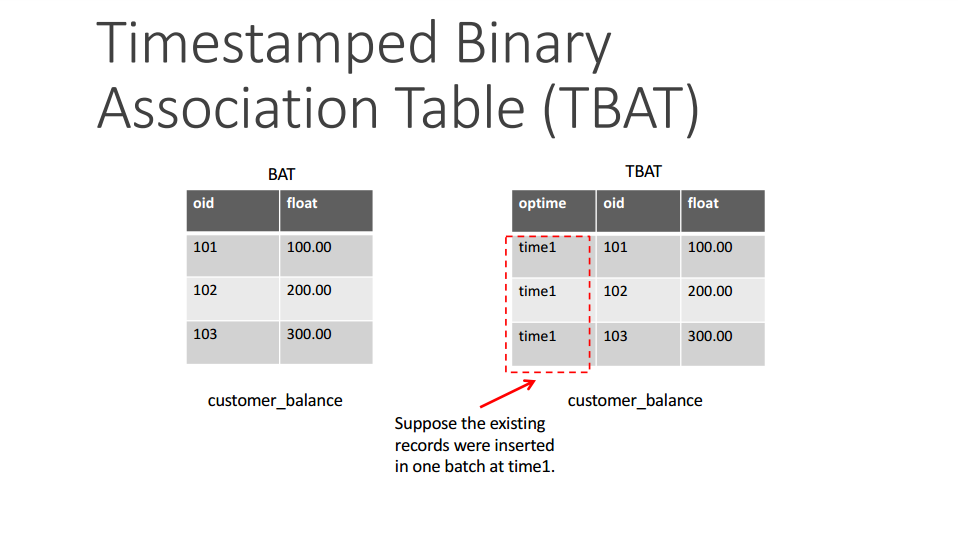 Timestamped Binary
Association Table (TBAT)
BAT
oid float
101 100.00
102 200.00
103 300.00
customer_balance
TBAT
optime oid float
time1 101 100.00
time1 102 200.00
time1 103 300.00
customer_balance
Suppose the existing
records were inserted
in one batch at time1.